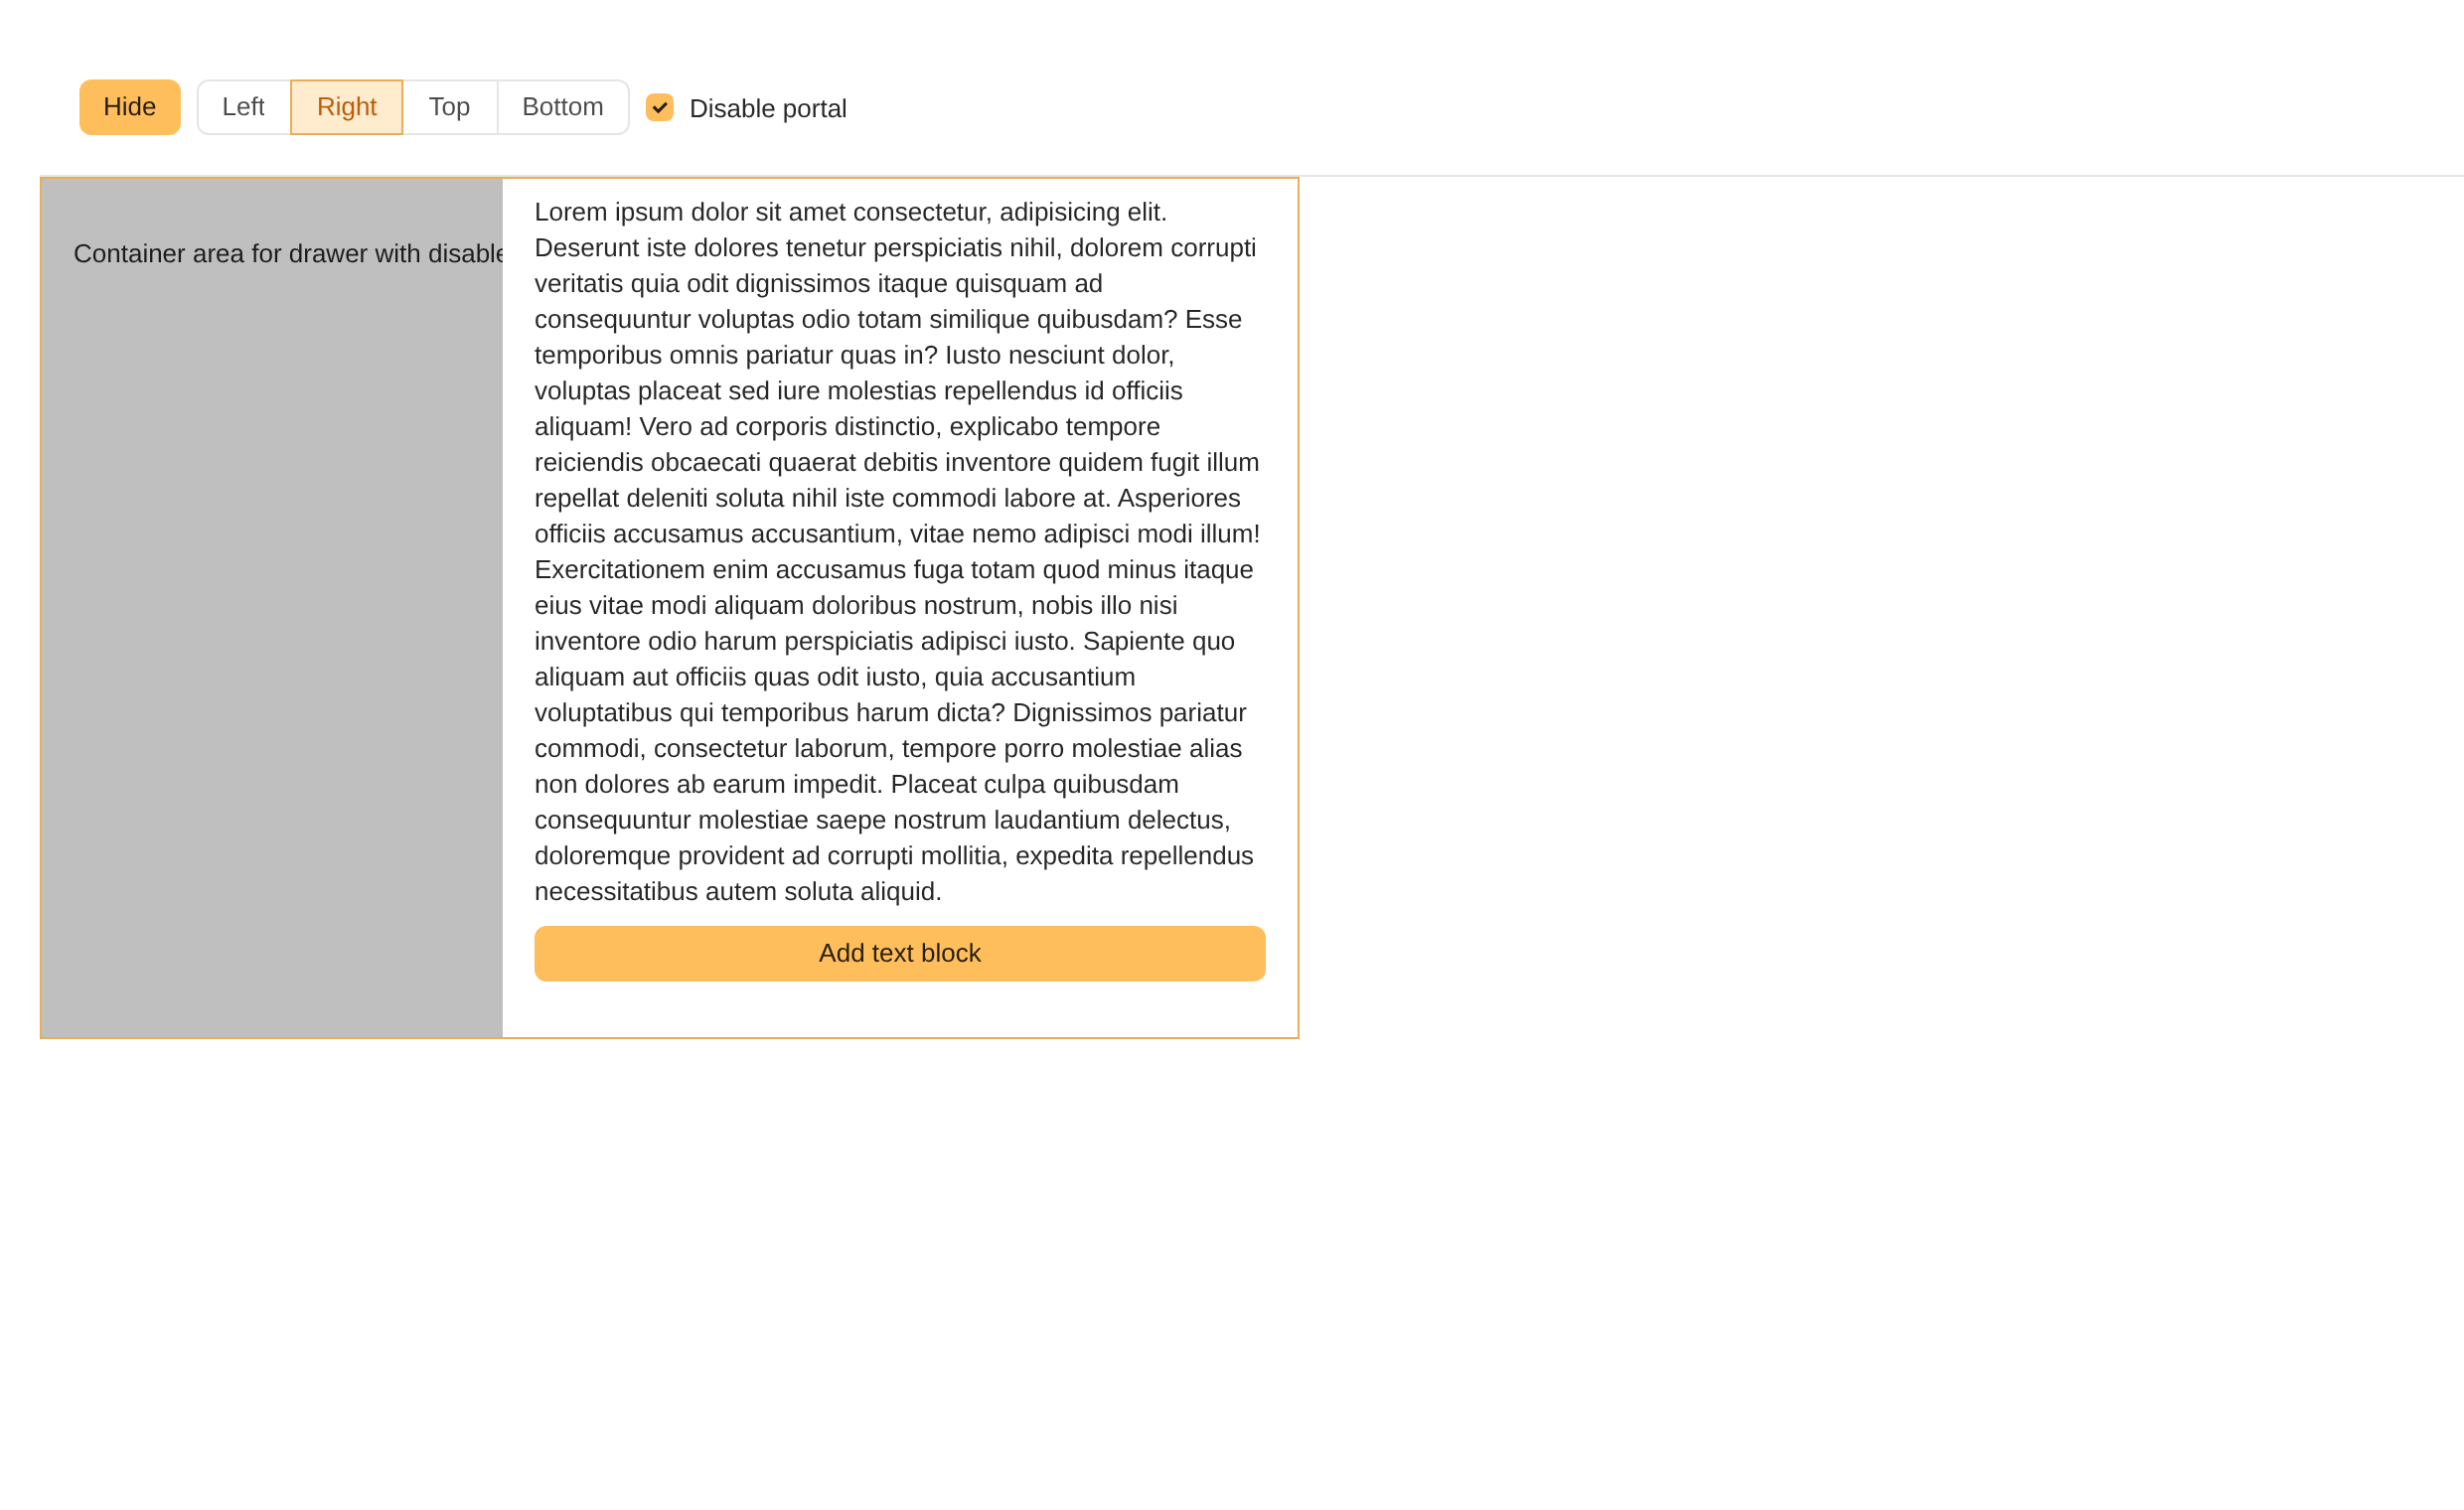 Hide Left Right Top Bottom Disable portal
Container area for drawer with disable
Lorem ipsum dolor sit amet consectetur, adipisicing elit.
Deserunt iste dolores tenetur perspiciatis nihil, dolorem corrupti
veritatis quia odit dignissimos itaque quisquam ad
consequuntur voluptas odio totam similique quibusdam? Esse
temporibus omnis pariatur quas in? Iusto nesciunt dolor,
voluptas placeat sed iure molestias repellendus id officiis
aliquam! Vero ad corporis distinctio, explicabo tempore
reiciendis obcaecati quaerat debitis inventore quidem fugit illum
repellat deleniti soluta nihil iste commodi labore at. Asperiores
officiis accusamus accusantium, vitae nemo adipisci modi illum!
Exercitationem enim accusamus fuga totam quod minus itaque
eius vitae modi aliquam doloribus nostrum, nobis illo nisi
inventore odio harum perspiciatis adipisci iusto. Sapiente quo
aliquam aut officiis quas odit iusto, quia accusantium
voluptatibus qui temporibus harum dicta? Dignissimos pariatur
commodi, consectetur laborum, tempore porro molestiae alias
non dolores ab earum impedit. Placeat culpa quibusdam
consequuntur molestiae saepe nostrum laudantium delectus,
doloremque provident ad corrupti mollitia, expedita repellendus
necessitatibus autem soluta aliquid.
Add text block